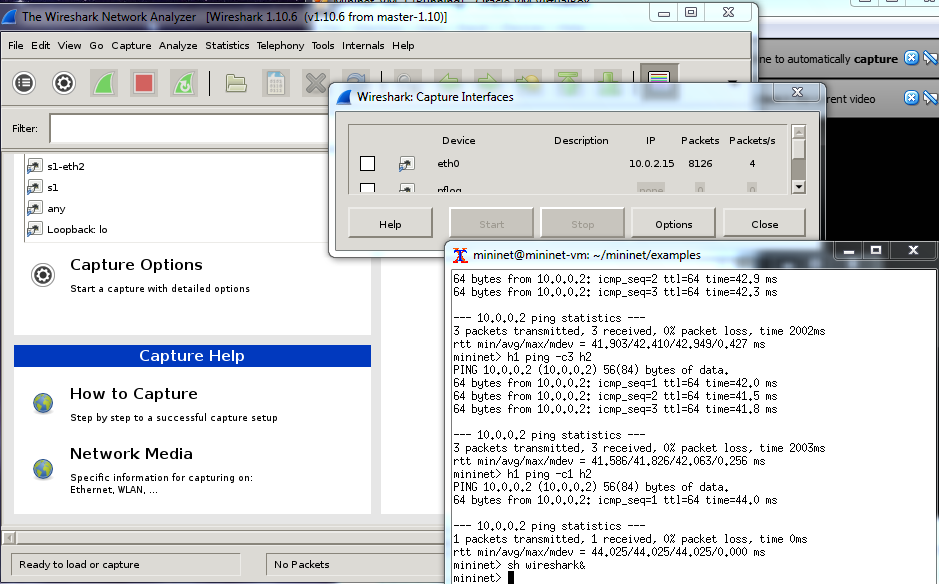 The Wireshark Network Analyzer [Wireshark 1.10.6 (v1.10.6 from master-1.10)]
File Edit View Go Capture Analyze Statistics Telephony Tools Internals Help
ne to automatically capture
rent video
Filter:
Wireshark: Capture Interfaces
Device Description IP Packets Packets/s
eth0 10.0.2.15 8126 4
nflog none 0 0
Help Start Stop Options Close
s1-eth2
s1
any
Loopback: lo
Capture Options
Start a capture with detailed options
Capture Help
How to Capture
Step by step to a successful capture setup
Network Media
Specific information for capturing on:
Ethernet, WLAN, ...
Ready to load or capture
No Packets
mininet@mininet-vm: ~/mininet/examples
64 bytes from 10.0.0.2: icmp_seq=2 ttl=64 time=42.9 ms
64 bytes from 10.0.0.2: icmp_seq=3 ttl=64 time=42.3 ms
--- 10.0.0.2 ping statistics ---
3 packets transmitted, 3 received, 0% packet loss, time 2002ms
rtt min/avg/max/mdev = 41.903/42.410/42.949/0.427 ms
mininet> h1 ping -c3 h2
PING 10.0.0.2 (10.0.0.2) 56(84) bytes of data.
64 bytes from 10.0.0.2: icmp_seq=1 ttl=64 time=42.0 ms
64 bytes from 10.0.0.2: icmp_seq=2 ttl=64 time=41.5 ms
64 bytes from 10.0.0.2: icmp_seq=3 ttl=64 time=41.8 ms
--- 10.0.0.2 ping statistics ---
3 packets transmitted, 3 received, 0% packet loss, time 2003ms
rtt min/avg/max/mdev = 41.586/41.826/42.063/0.256 ms
mininet> h1 ping -c1 h2
PING 10.0.0.2 (10.0.0.2) 56(84) bytes of data.
64 bytes from 10.0.0.2: icmp_seq=1 ttl=64 time=44.0 ms
--- 10.0.0.2 ping statistics ---
1 packets transmitted, 1 received, 0% packet loss, time 0ms
rtt min/avg/max/mdev = 44.025/44.025/44.025/0.000 ms
mininet> sh wireshark&
mininet>